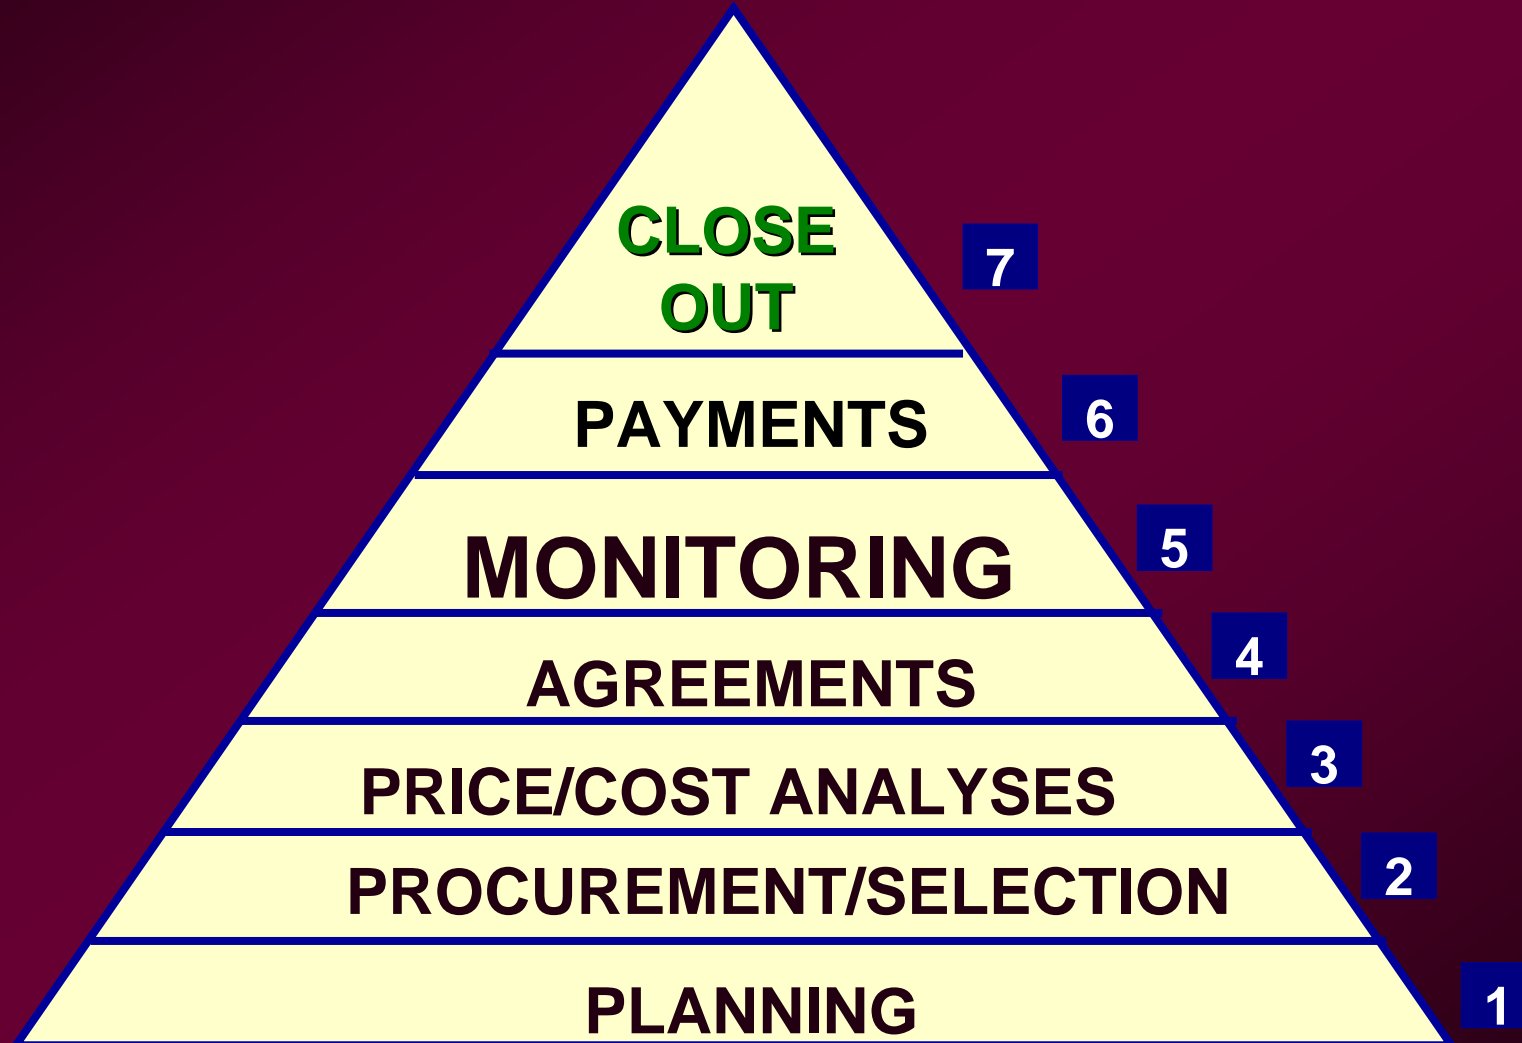 CLOSE
OUT
7
PAYMENTS
6
MONITORING
5
AGREEMENTS
4
PRICE/COST ANALYSES
3
PROCUREMENT/SELECTION
2
PLANNING
1